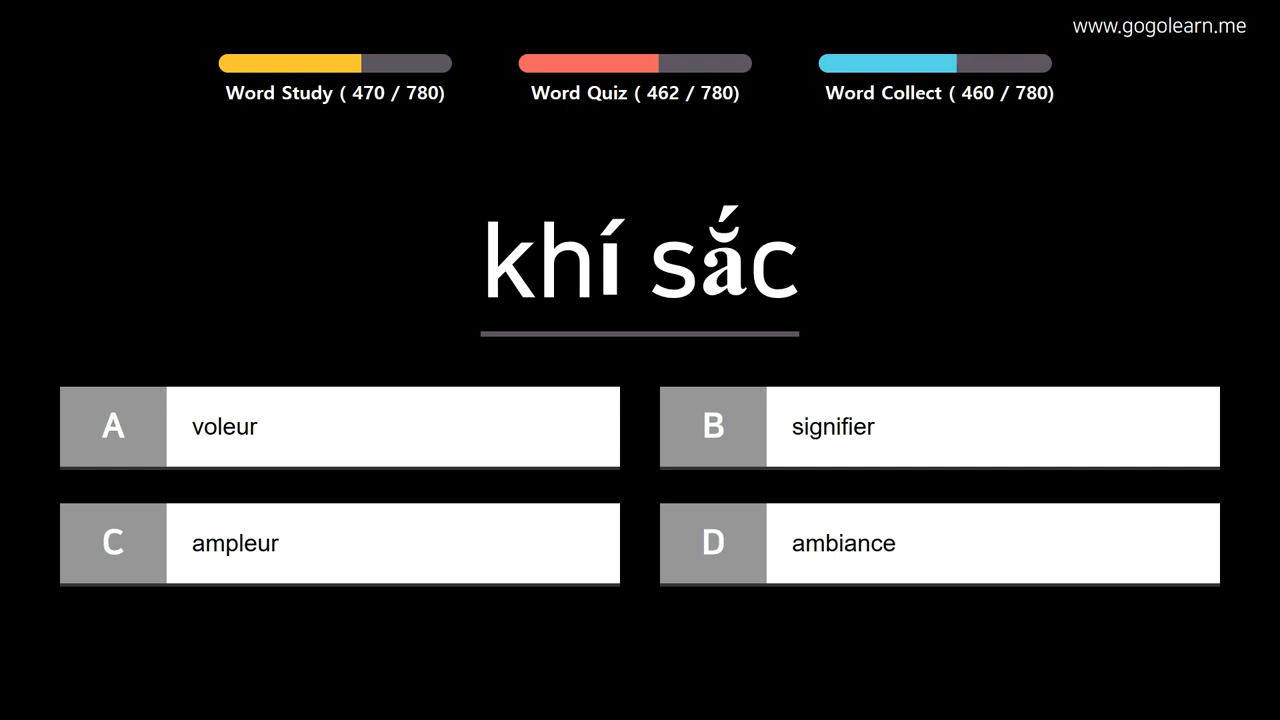 www.gogolearn.me
Word Study ( 470 / 780)
Word Quiz ( 462 / 780)
Word Collect ( 460 / 780)
khí sắc
A voleur
B signifier
C ampleur
D ambiance